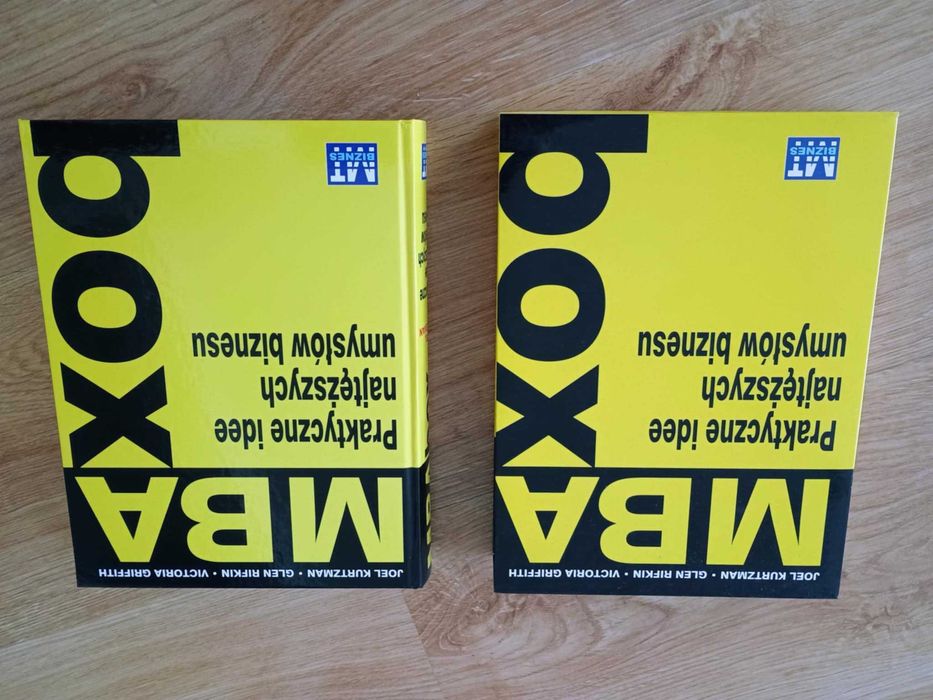 JOEL KURTZMAN • GLEN RIFKIN • VICTORIA GRIFFITH
MBA
box
Praktyczne idee
najtęższych
umysłów biznesu
MT
BIZNES
JOEL KURTZMAN • GLEN RIFKIN • VICTORIA GRIFFITH
MBA
box
Praktyczne idee
najtęższych
umysłów biznesu
MT
BIZNES